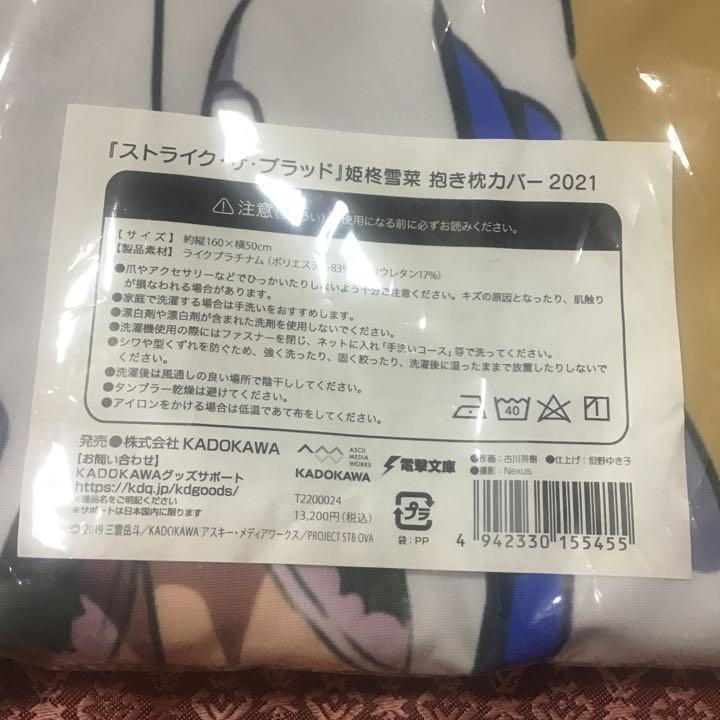 『ストライク・ザ・ブラッド』姫柊雪菜 抱き枕カバー 2021
注意 使用になる前に必ずお読みください。
【サイズ】 約縦160×横50cm
【製品素材】 ライクプラチナム（ポリエステル83% ウレタン17%）
●爪やアクセサリーなどでひっかいたりしないよう十分ご注意ください。キズの原因となったり、肌触りが
損なわれる場合があります。
●家庭で洗濯する場合は手洗いをおすすめします。
●漂白剤や漂白剤が含まれた洗剤を使用しないでください。
●洗濯機使用の際にはファスナーを閉じ、ネットに入れ「手洗いコース」等で洗ってください。
●シワや型くずれを防ぐため、強く洗ったり、固く絞ったり、洗濯後に湿ったままで放置したりしないで
ください。
●洗濯後は風通しの良い場所で陰干ししてください。
●タンブラー乾燥は避けてください。
●アイロンをかける場合は低温であて布をしてください。
40
発売●株式会社 KADOKAWA
【お問い合わせ】
KADOKAWAグッズサポート
https://kdq.jp/kdgoods/
※製品名をご明記ください
※サポートは日本国内に限ります
©2019 三雲岳斗／KADOKAWA アスキー・メディアワークス／PROJECT STB OVA
ASCII
MEDIA
WORKS
KADOKAWA
電撃文庫
T2200024
13,200円（税込）
プラ
袋：PP
●作画：古川英樹 ●仕上げ：但野ゆき子
●撮影：Nexus
4 942330 155455